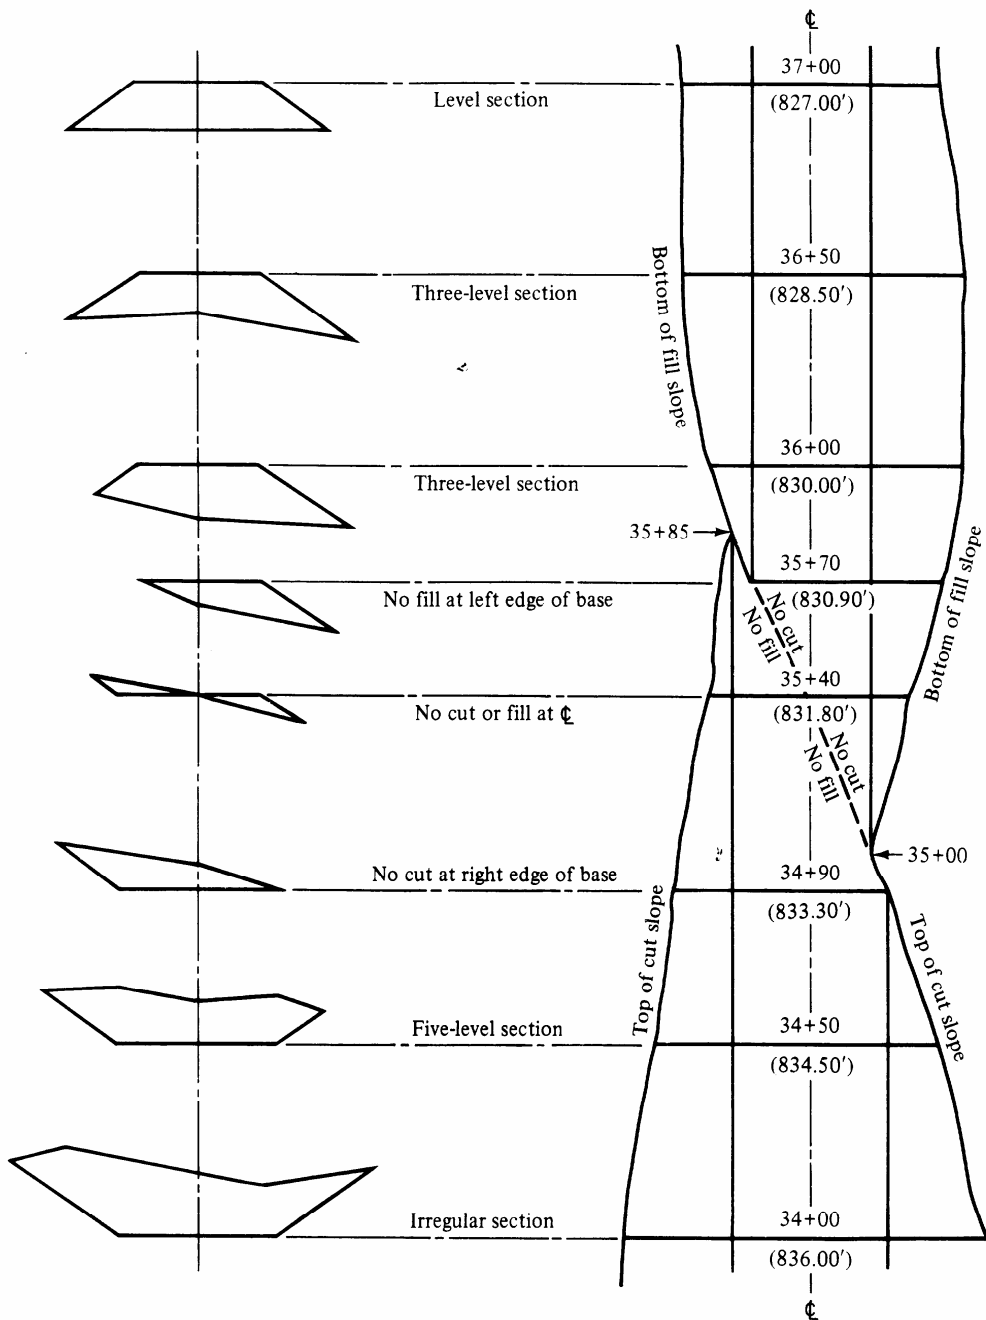 ℄
37+00
Level section
(827.00′)
36+50
Three-level section
(828.50′)
Bottom of fill slope
36+00
Three-level section
(830.00′)
35+85
35+70
No fill at left edge of base
(830.90′)
No cut
No fill
Bottom of fill slope
35+40
No cut or fill at ℄
(831.80′)
No cut
No fill
35+00
No cut at right edge of base
34+90
(833.30′)
Top of cut slope
Top of cut slope
Five-level section
34+50
(834.50′)
Irregular section
34+00
(836.00′)
℄